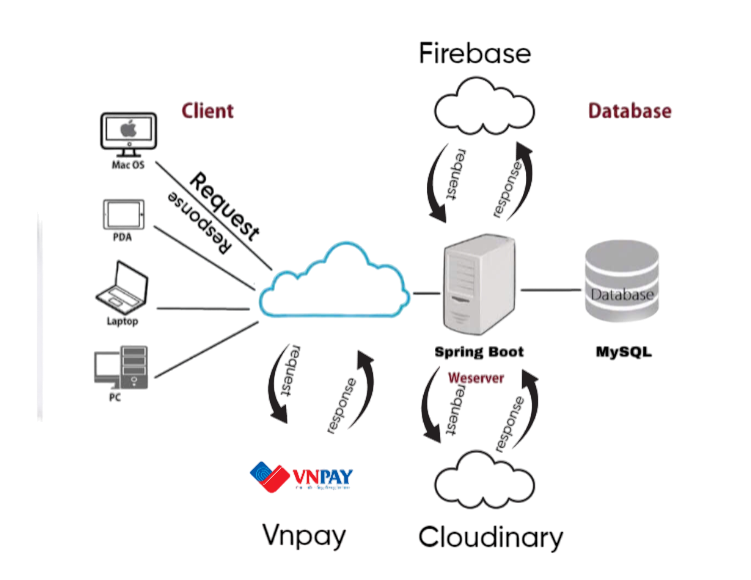 Firebase
Client
Database
Mac OS
request
response
Request
Response
PDA
Laptop
Database
Spring Boot
MySQL
Weserver
PC
request
response
request
response
VNPAY
Vnpay
Cloudinary